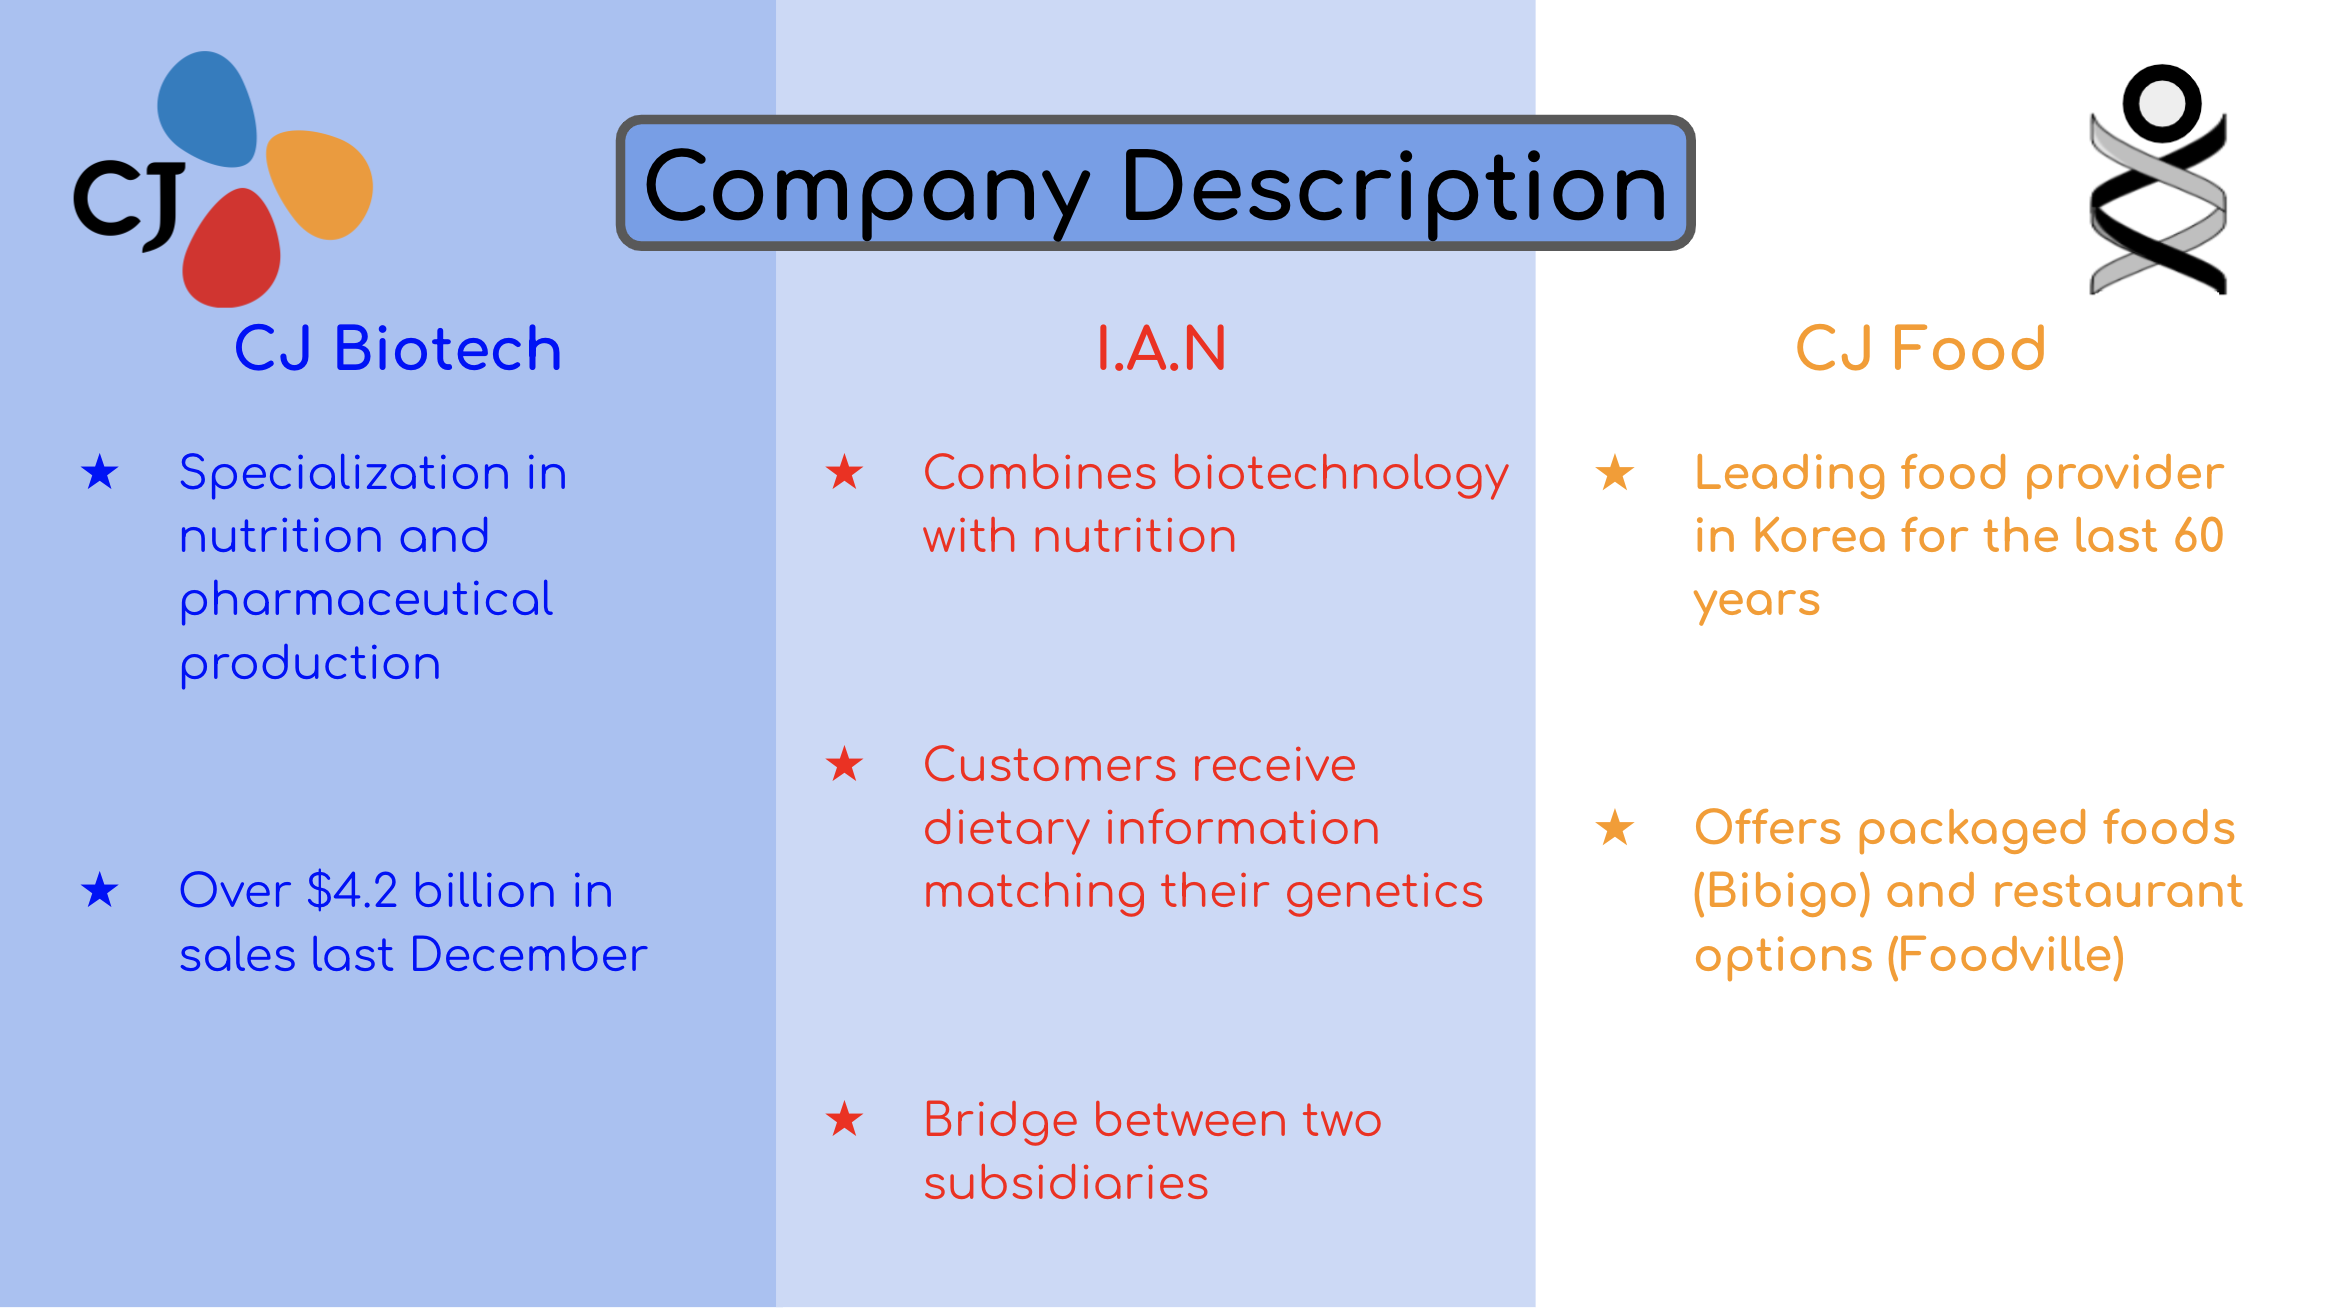 CJ
Company Description
CJ Biotech
★ Specialization in
nutrition and
pharmaceutical
production
★ Over $4.2 billion in
sales last December
I.A.N
★ Combines biotechnology
with nutrition
★ Customers receive
dietary information
matching their genetics
★ Bridge between two
subsidiaries
CJ Food
★ Leading food provider
in Korea for the last 60
years
★ Offers packaged foods
(Bibigo) and restaurant
options (Foodville)